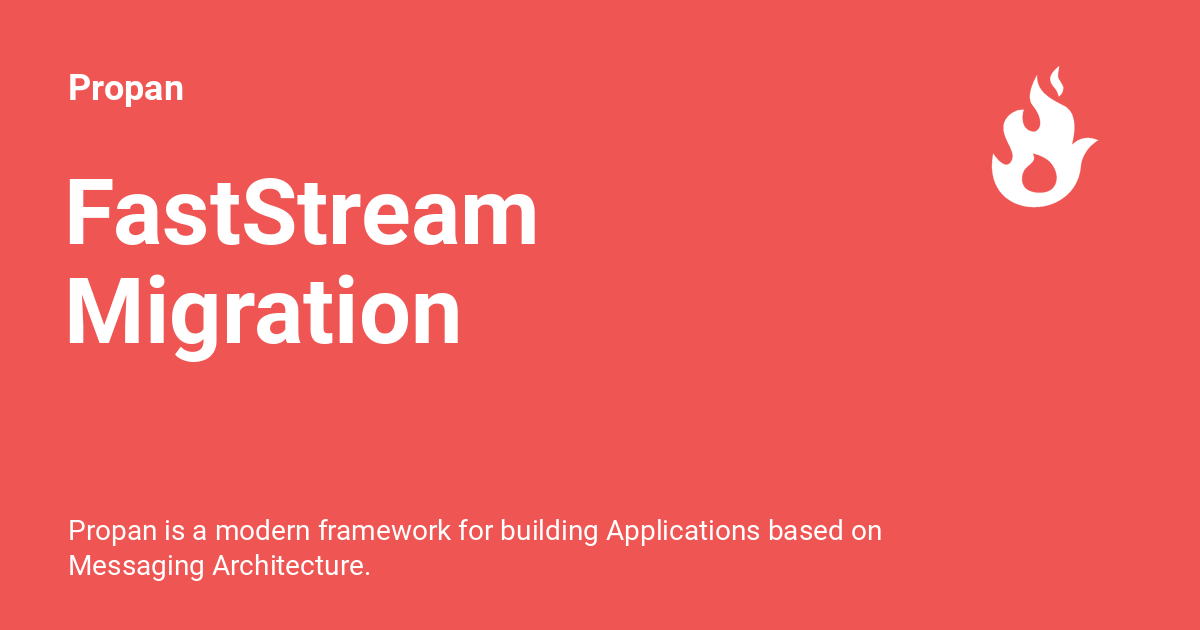 Propan
FastStream
Migration
Propan is a modern framework for building Applications based on
Messaging Architecture.